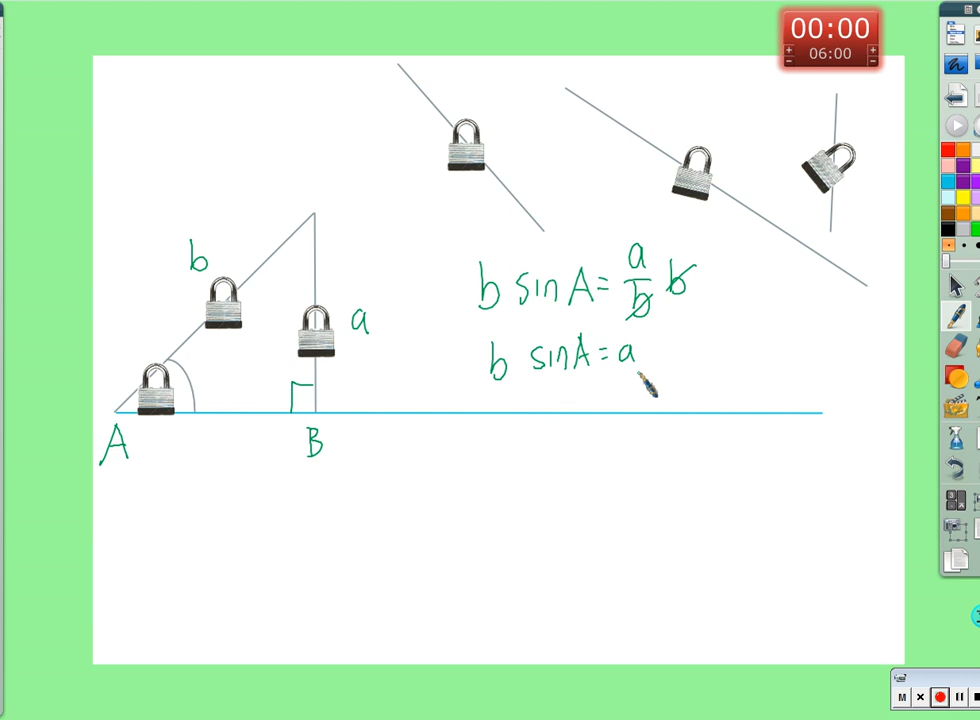 00:00
06:00
b
a
A
B
b sin A = a/b b
b sin A = a
M